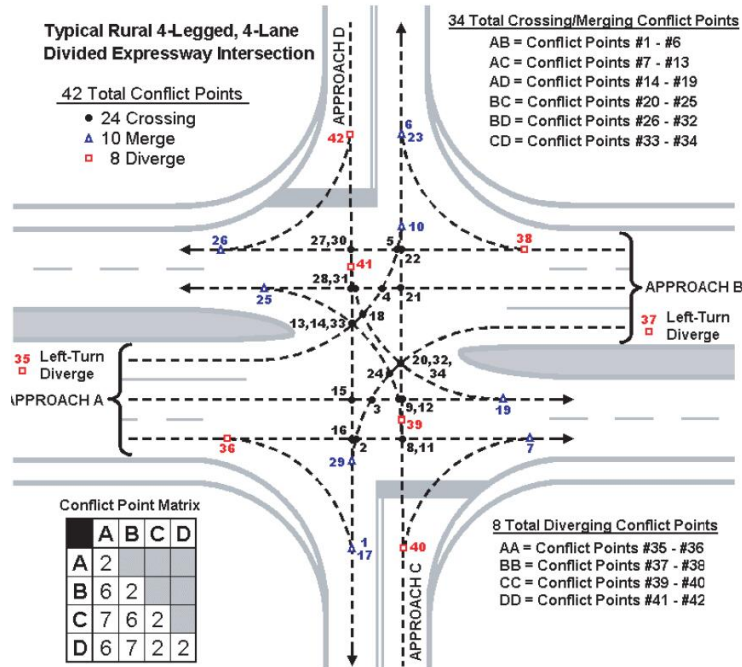 Typical Rural 4-Legged, 4-Lane
Divided Expressway Intersection
42 Total Conflict Points
24 Crossing
10 Merge
8 Diverge
APPROACH D
34 Total Crossing/Merging Conflict Points
AB = Conflict Points #1 - #6
AC = Conflict Points #7 - #13
AD = Conflict Points #14 - #19
BC = Conflict Points #20 - #25
BD = Conflict Points #26 - #32
CD = Conflict Points #33 - #34
42
6
23
10
26
27,30
5
22
38
41
28,31
25
4
21
APPROACH B
13,14,33
18
37 Left-Turn
Diverge
35 Left-Turn
Diverge
20,32,
34
24
APPROACH A
15
3
9,12
19
39
36
16
2
8,11
7
29
1
17
40
APPROACH C
Conflict Point Matrix
A B C D
A 2
B 6 2
C 7 6 2
D 6 7 2 2
8 Total Diverging Conflict Points
AA = Conflict Points #35 - #36
BB = Conflict Points #37 - #38
CC = Conflict Points #39 - #40
DD = Conflict Points #41 - #42